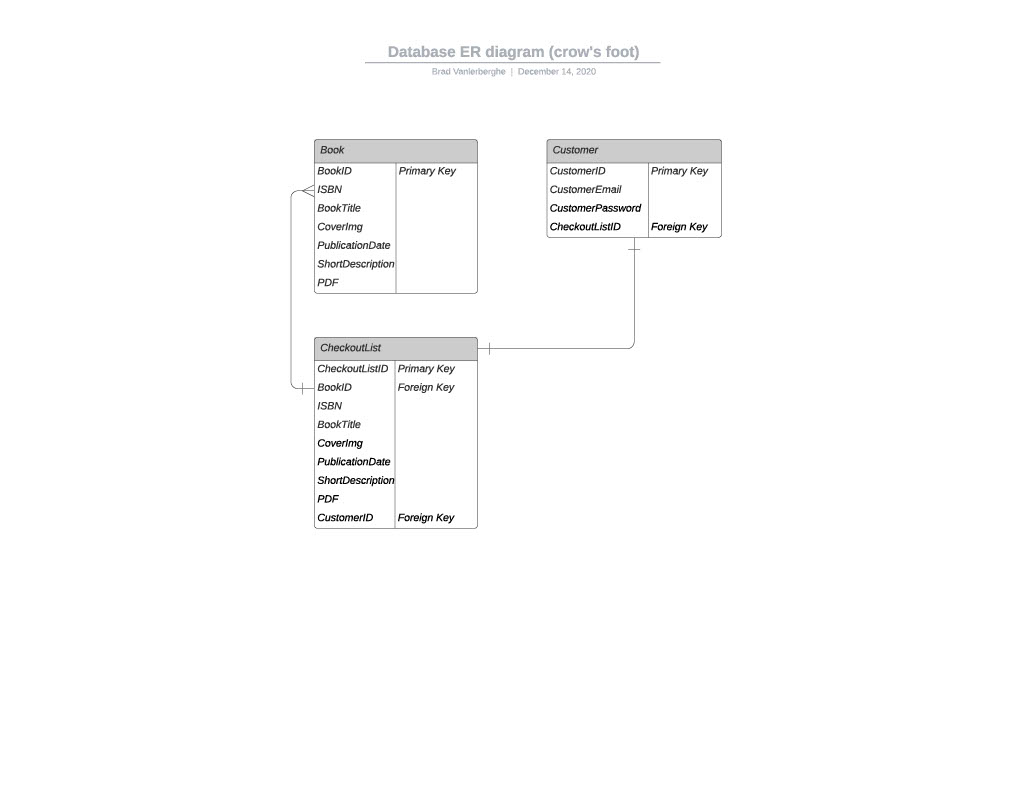 Database ER diagram (crow's foot)
Brad Vanlerberghe | December 14, 2020
Book
BookID Primary Key
ISBN
BookTitle
CoverImg
PublicationDate
ShortDescription
PDF
Customer
CustomerID Primary Key
CustomerEmail
CustomerPassword
CheckoutListID Foreign Key
CheckoutList
CheckoutListID Primary Key
BookID Foreign Key
ISBN
BookTitle
CoverImg
PublicationDate
ShortDescription
PDF
CustomerID Foreign Key